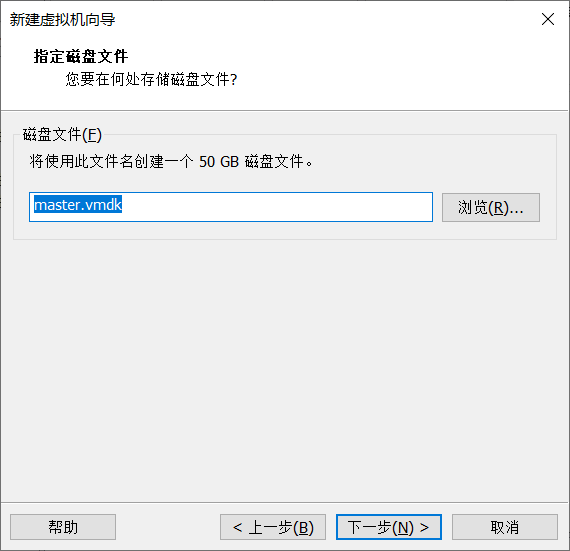 新建虚拟机向导
指定磁盘文件
您要在何处存储磁盘文件?
磁盘文件(F)
将使用此文件名创建一个 50 GB 磁盘文件。
master.vmdk
浏览(R)...
帮助
< 上一步(B)
下一步(N) >
取消